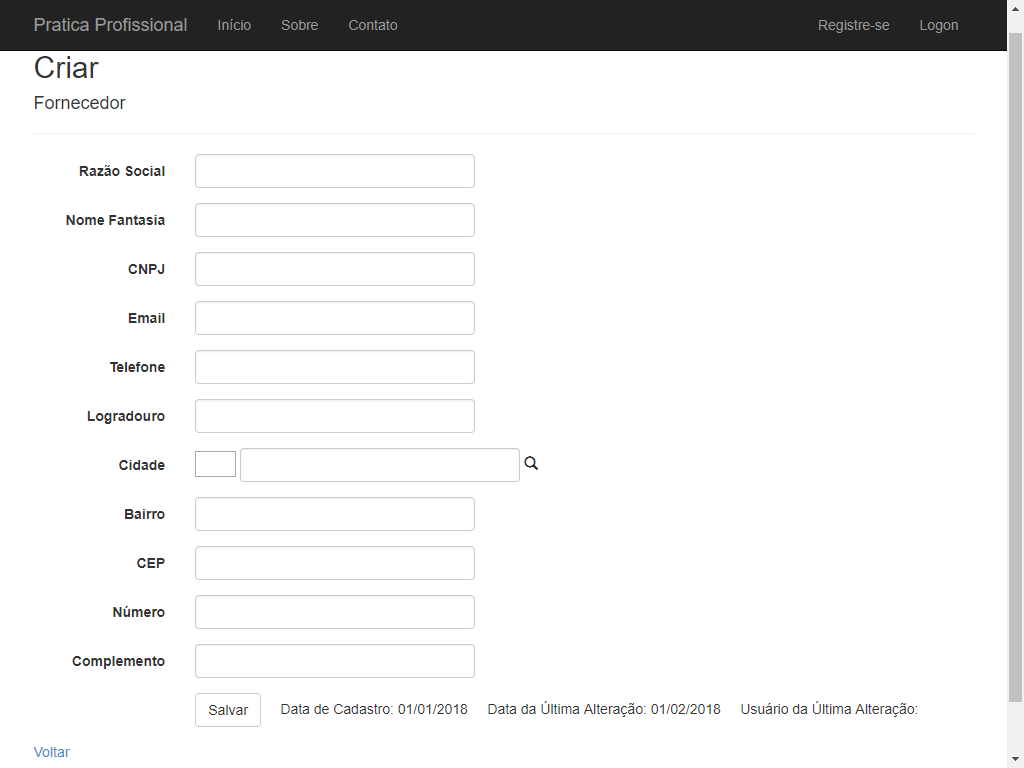 Pratica Profissional Início Sobre Contato Registre-se Logon
Criar
Fornecedor
Razão Social
Nome Fantasia
CNPJ
Email
Telefone
Logradouro
Cidade
Bairro
CEP
Número
Complemento
Salvar Data de Cadastro: 01/01/2018 Data da Última Alteração: 01/02/2018 Usuário da Última Alteração:
Voltar